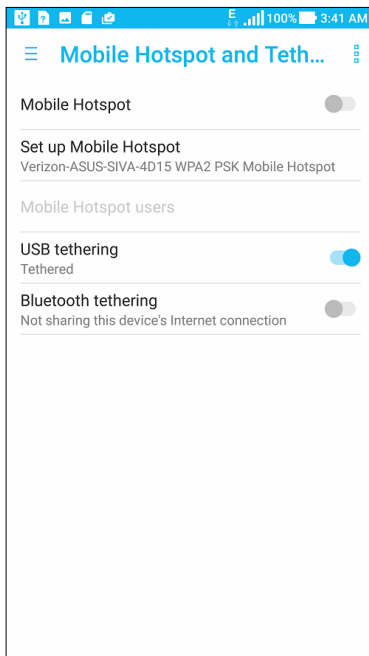 E 100% 3:41 AM
Mobile Hotspot and Teth...
Mobile Hotspot
Set up Mobile Hotspot
Verizon-ASUS-SIVA-4D15 WPA2 PSK Mobile Hotspot
Mobile Hotspot users
USB tethering
Tethered
Bluetooth tethering
Not sharing this device's Internet connection